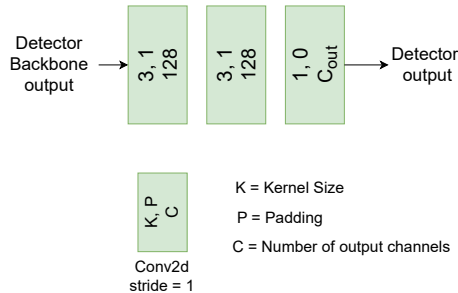 Detector
Backbone
output
3, 1
128
3, 1
128
1, 0
Cout
Detector
output
K, P
C
Conv2d
stride = 1
K = Kernel Size
P = Padding
C = Number of output channels